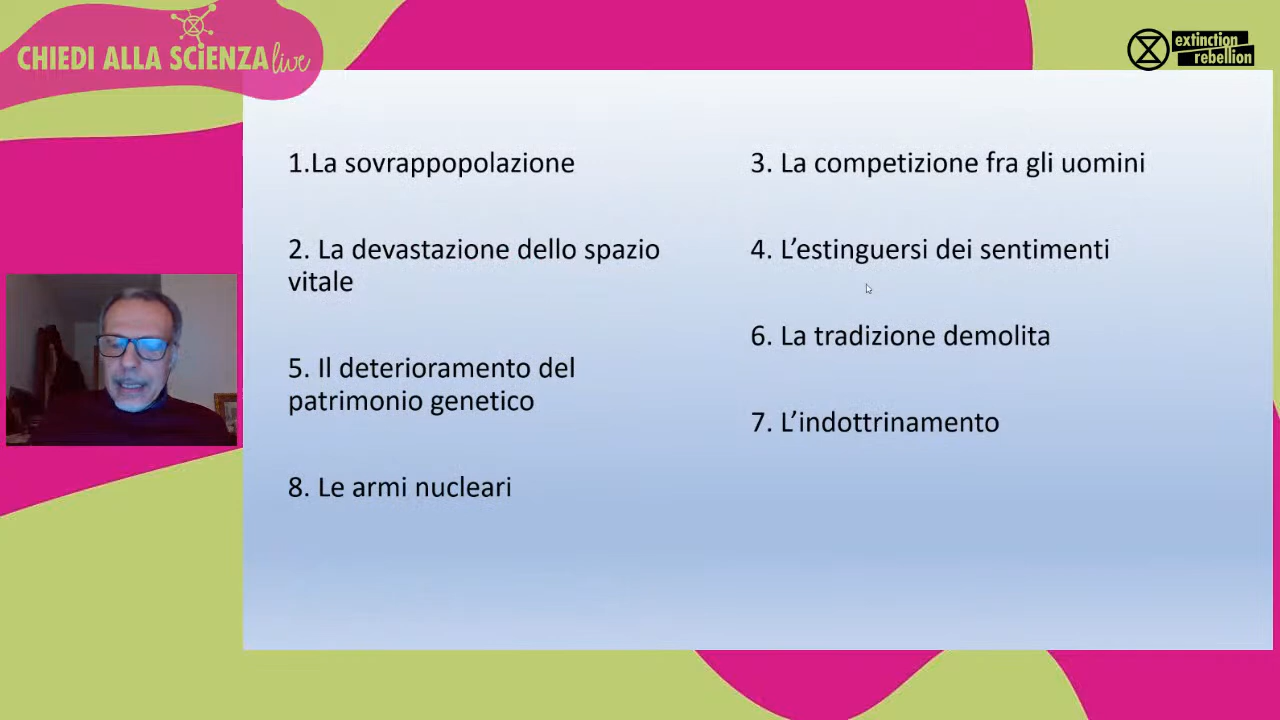 CHIEDI ALLA SCIENZA live
extinction
rebellion
1.La sovrappopolazione
2. La devastazione dello spazio
vitale
5. Il deterioramento del
patrimonio genetico
8. Le armi nucleari
3. La competizione fra gli uomini
4. L’estinguersi dei sentimenti
6. La tradizione demolita
7. L’indottrinamento